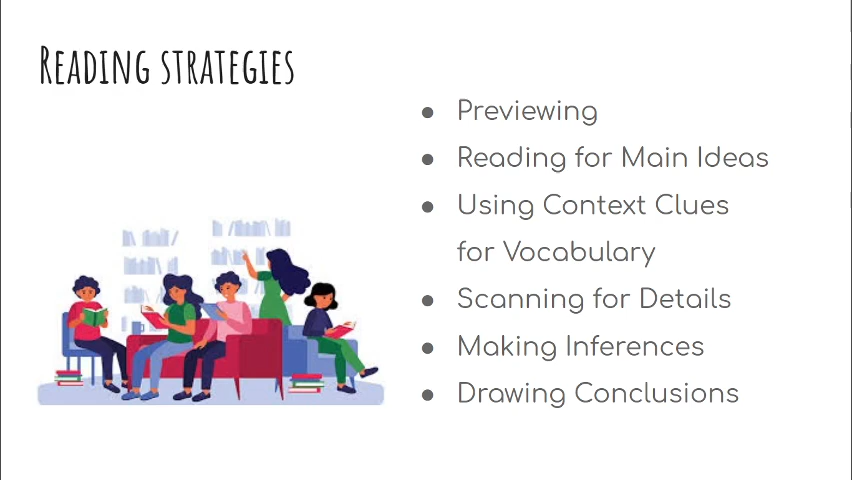 Reading strategies
● Previewing
● Reading for Main Ideas
● Using Context Clues
for Vocabulary
● Scanning for Details
● Making Inferences
● Drawing Conclusions